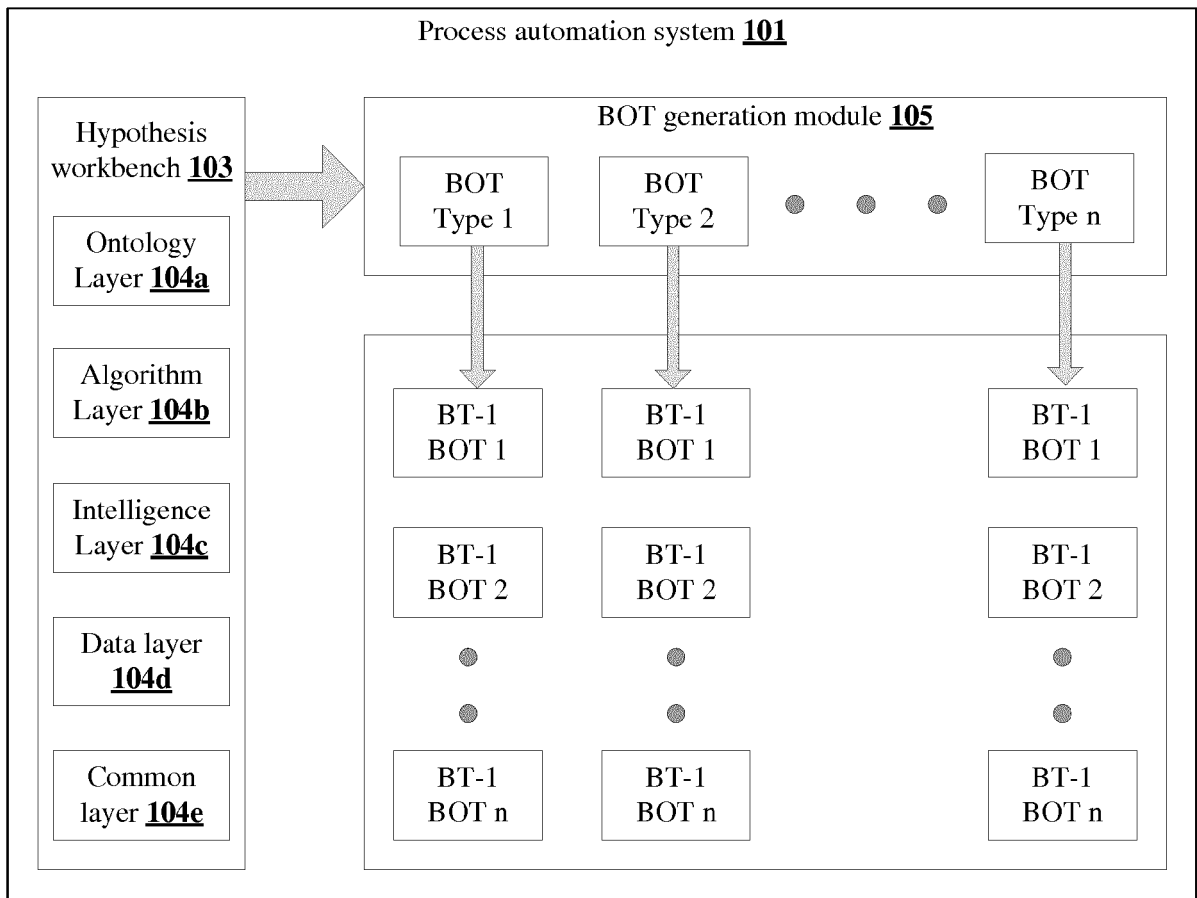 Process automation system 101
Hypothesis
workbench 103
Ontology
Layer 104a
Algorithm
Layer 104b
Intelligence
Layer 104c
Data layer
104d
Common
layer 104e
BOT generation module 105
BOT
Type 1
BOT
Type 2
BOT
Type n
BT-1
BOT 1
BT-1
BOT 1
BT-1
BOT 1
BT-1
BOT 2
BT-1
BOT 2
BT-1
BOT 2
BT-1
BOT n
BT-1
BOT n
BT-1
BOT n